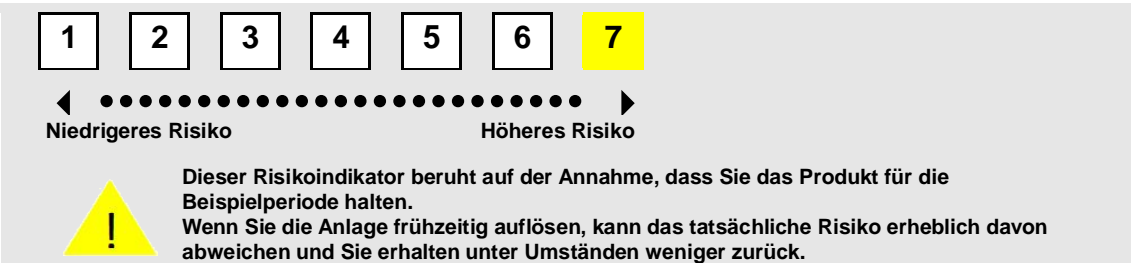 1 2 3 4 5 6 7
Niedrigeres Risiko Höheres Risiko
Dieser Risikoindikator beruht auf der Annahme, dass Sie das Produkt für die
Beispielperiode halten.
Wenn Sie die Anlage frühzeitig auflösen, kann das tatsächliche Risiko erheblich davon
abweichen und Sie erhalten unter Umständen weniger zurück.
!